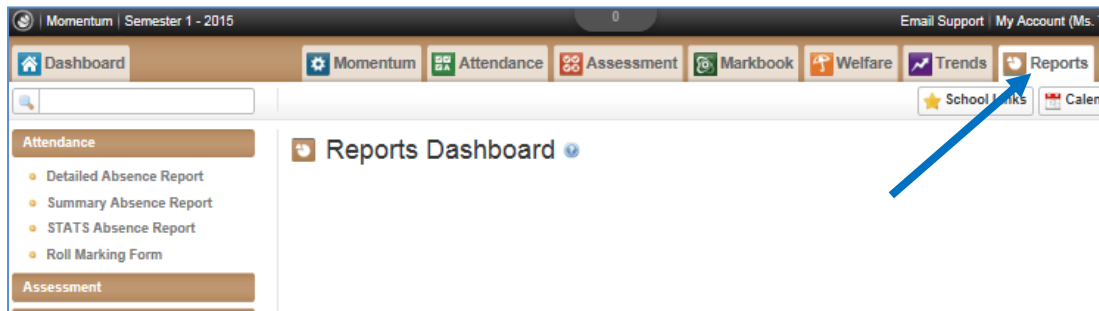 Momentum | Semester 1 - 2015 0 Email Support | My Account (Ms.
Dashboard Momentum Attendance Assessment Markbook Welfare Trends Reports
School Links Calen
Attendance
Reports Dashboard
Detailed Absence Report
Summary Absence Report
STATS Absence Report
Roll Marking Form
Assessment